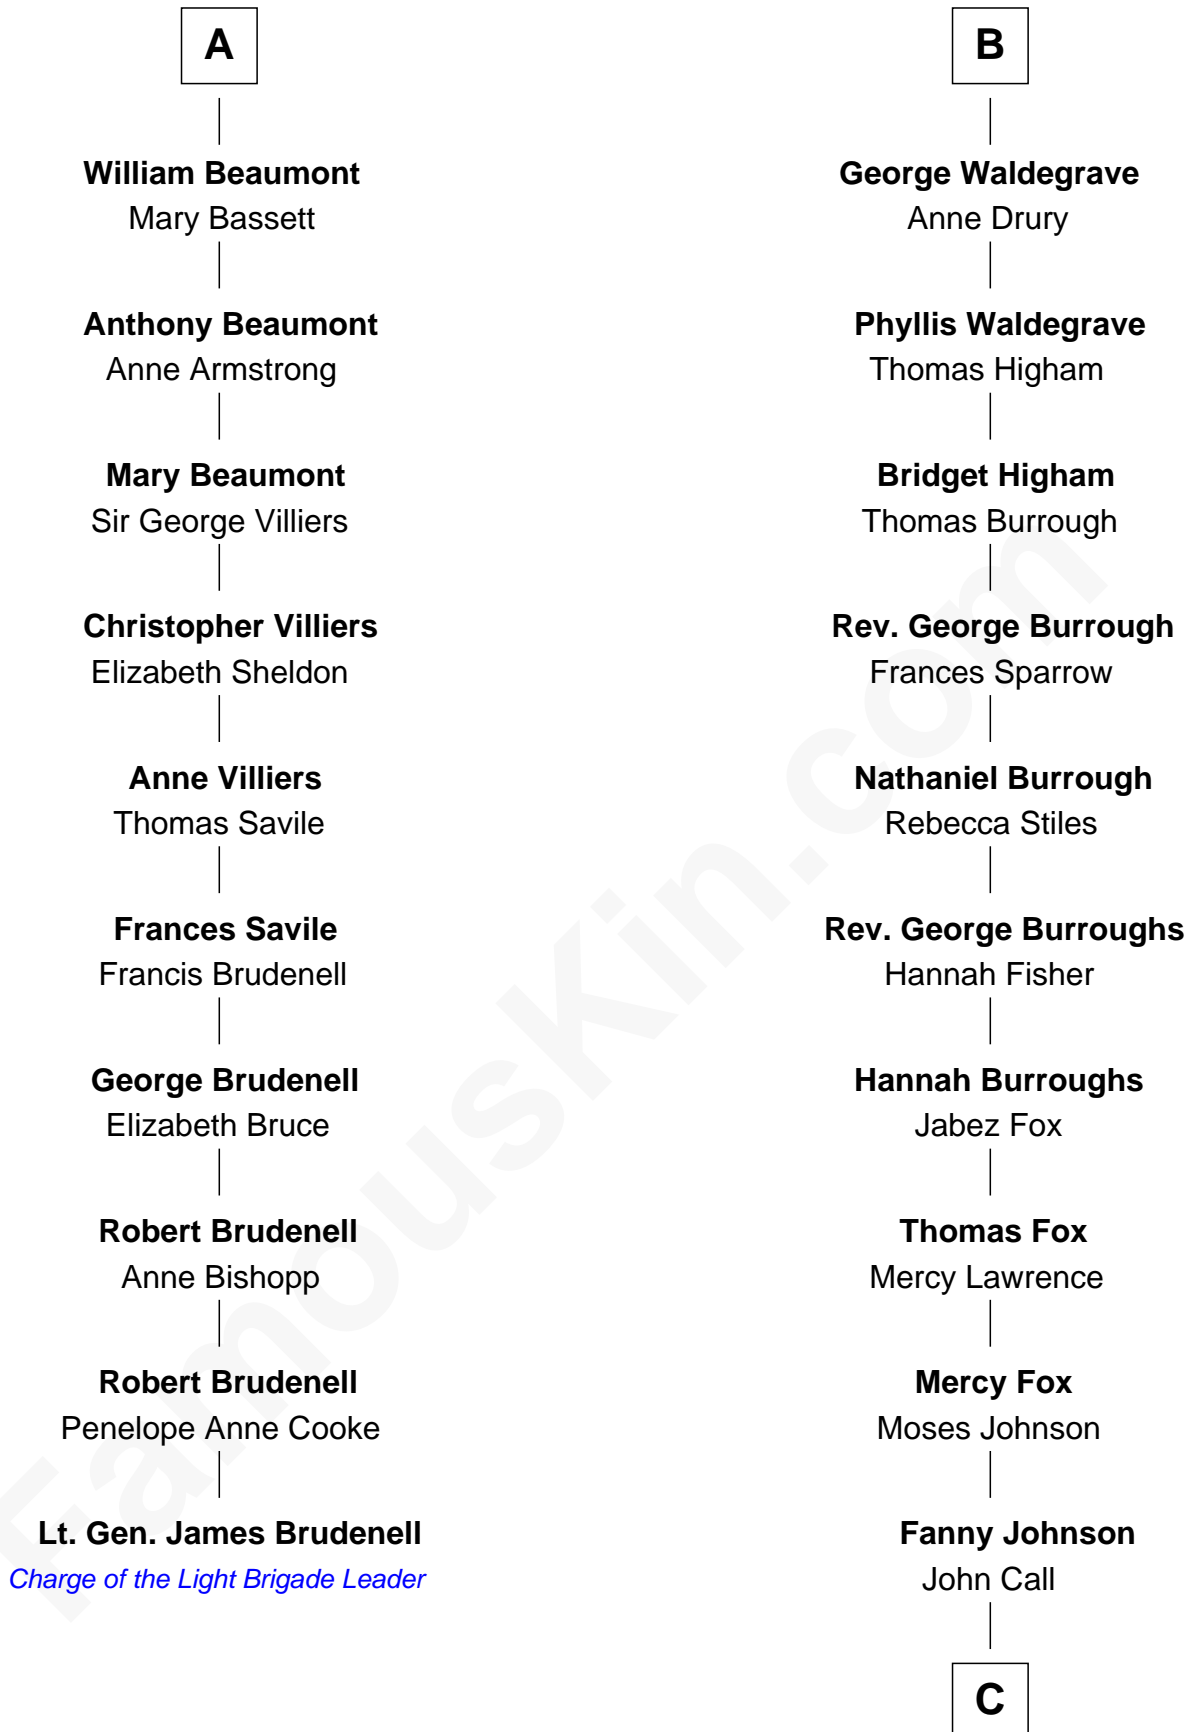 A
William Beaumont
Mary Bassett
Anthony Beaumont
Anne Armstrong
Mary Beaumont
Sir George Villiers
Christopher Villiers
Elizabeth Sheldon
Anne Villiers
Thomas Savile
Frances Savile
Francis Brudenell
George Brudenell
Elizabeth Bruce
Robert Brudenell
Anne Bishopp
Robert Brudenell
Penelope Anne Cooke
Lt. Gen. James Brudenell
Charge of the Light Brigade Leader
B
George Waldegrave
Anne Drury
Phyllis Waldegrave
Thomas Higham
Bridget Higham
Thomas Burrough
Rev. George Burrough
Frances Sparrow
Nathaniel Burrough
Rebecca Stiles
Rev. George Burroughs
Hannah Fisher
Hannah Burroughs
Jabez Fox
Thomas Fox
Mercy Lawrence
Mercy Fox
Moses Johnson
Fanny Johnson
John Call
C
FamousKin.com